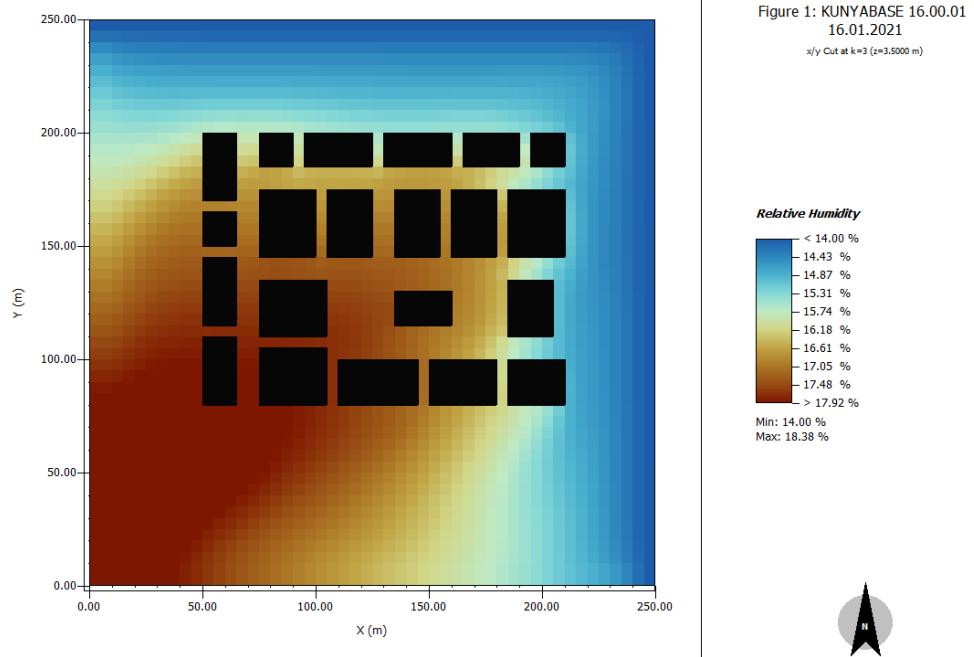 Figure 1: KUNYABASE 16.00.01
16.01.2021
x/y Cut at k=3 (z=3.5000 m)
250.00
200.00
150.00
100.00
50.00
0.00
Y (m)
0.00 50.00 100.00 150.00 200.00 250.00
X (m)
Relative Humidity
< 14.00 %
14.43 %
14.87 %
15.31 %
15.74 %
16.18 %
16.61 %
17.05 %
17.48 %
> 17.92 %
Min: 14.00 %
Max: 18.38 %
N